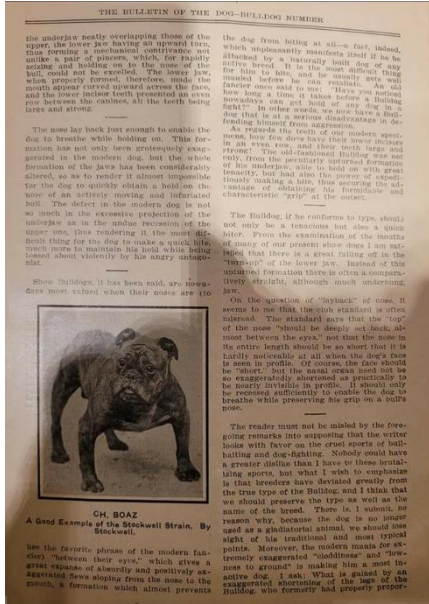 THE BULLETIN OF THE DOG—BULLDOG NUMBER
the underjaw neatly overlapping those of the
upper, the lower jaw having an upward turn,
thus forming a mechanical contrivance not
unlike a pair of pincers, which, for rapidly
seizing and holding on to the nose of the
bull, could not be excelled. The lower jaw,
when properly formed, therefore, made the
mouth appear curved upward across the face,
and the lower incisor teeth presented an even
row between the canines, all the teeth being
large and strong.
The nose lay back just enough to enable the
dog to breathe while holding on. This for-
mation has not only been grotesquely exag-
gerated in the modern dog, but the whole
formation of the jaws has been considerably
altered, so as to render it almost impossible
for the dog to quickly obtain a hold on the
nose of an actively moving and infuriated
bull. The defect in the modern dog is not
so much in the excessive projection of the
underjaw as in the undue recession of the
upper one, thus rendering it the most dif-
ficult thing for the dog to make a quick bite,
much more to maintain his hold while being
tossed about violently by his angry antago-
nist.
Show Bulldogs, it has been said, are nowa-
days most valued when their noses are (to
CH. BOAZ
A Good Example of the Stockwell Strain. By
Stockwell.
use the favorite phrase of the modern fan-
cier) "between their eyes," which gives a
great expanse of absurdly and positively ex-
aggerated flews sloping from the nose to the
mouth, a formation which almost prevents
the dog from biting at all—a fact, indeed,
which unpleasantly manifests itself if he be
attacked by a naturally built dog of any
active breed. It is the most difficult thing
for him to bite, and he usually gets well
mauled before he can retaliate. An old
fancier once said to me: "Have you noticed
how long a time it takes before a Bulldog
nowadays can get hold of any dog in a
fight?" In other words, we now have a Bull-
dog that is at a serious disadvantage in de-
fending himself from aggression.
As regards the teeth of our modern speci-
mens, how few dogs have their lower incisors
in an even row, and their teeth large and
strong! The old-fashioned Bulldog was not
only, from the peculiarly upturned formation
of his underjaw, able to hold on with great
tenacity, but had also the power of expedi-
tiously making a bite, thus securing the ad-
vantage of obtaining his formidable and
characteristic "grip" at the outset.
The Bulldog, if he conforms to type, should
not only be a tenacious but also a quick
biter. From the examination of the mouths
of many of our present show dogs I am sat-
isfied that there is a great falling off in the
"turn-up" of the lower jaw. Instead of this
upturned formation there is often a compara-
tively straight, although much underhung,
jaw.
On the question of "layback" of nose, it
seems to me that the club standard is often
misread. The standard says that the "top"
of the nose "should be deeply set back, al-
most between the eyes," not that the nose in
its entire length should be so short that it is
hardly noticeable at all when the dog's face
is seen in profile. Of course, the face should
be "short," but the nasal organ need not be
so exaggeratedly shortened as practically to
be nearly invisible in profile. It should only
be recessed sufficiently to enable the dog to
breathe while preserving his grip on a bull's
nose.
The reader must not be misled by the fore-
going remarks into supposing that the writer
looks with favor on the cruel sports of bull-
baiting and dog-fighting. Nobody could have
a greater dislike than I have to these brutal-
ising sports, but what I wish to emphasize
is that breeders have deviated greatly from
the true type of the Bulldog, and I think that
we should preserve the type as well as the
name of the breed. There is, I submit, no
reason why, because the dog is no longer
used as a gladiatorial animal, we should lose
sight of his traditional and most typical
points. Moreover, the modern mania for ex-
tremely exaggerated "cloddiness" and "low-
ness to ground" is making him a most in-
active dog. I ask: What is gained by an
exaggerated shortening of the legs of the
Bulldog, who formerly had properly propor-